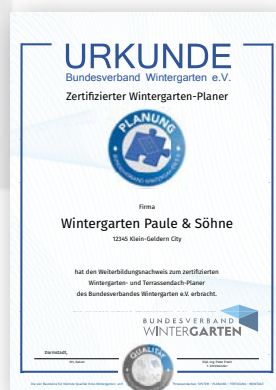 URKUNDE
Bundesverband Wintergarten e.V.
Zertifizierter Wintergarten-Planer
PLANUNG
Firma
Wintergarten Paule & Söhne
12345 Klein-Geldern City
hat den Weiterbildungsnachweis zum zertifizierten
Wintergarten- und Terrassendach-Planer
des Bundesverbandes Wintergarten e.V. erbracht.
BUNDESVERBAND
WINTERGARTEN
Darmstadt,
QUALITÄT